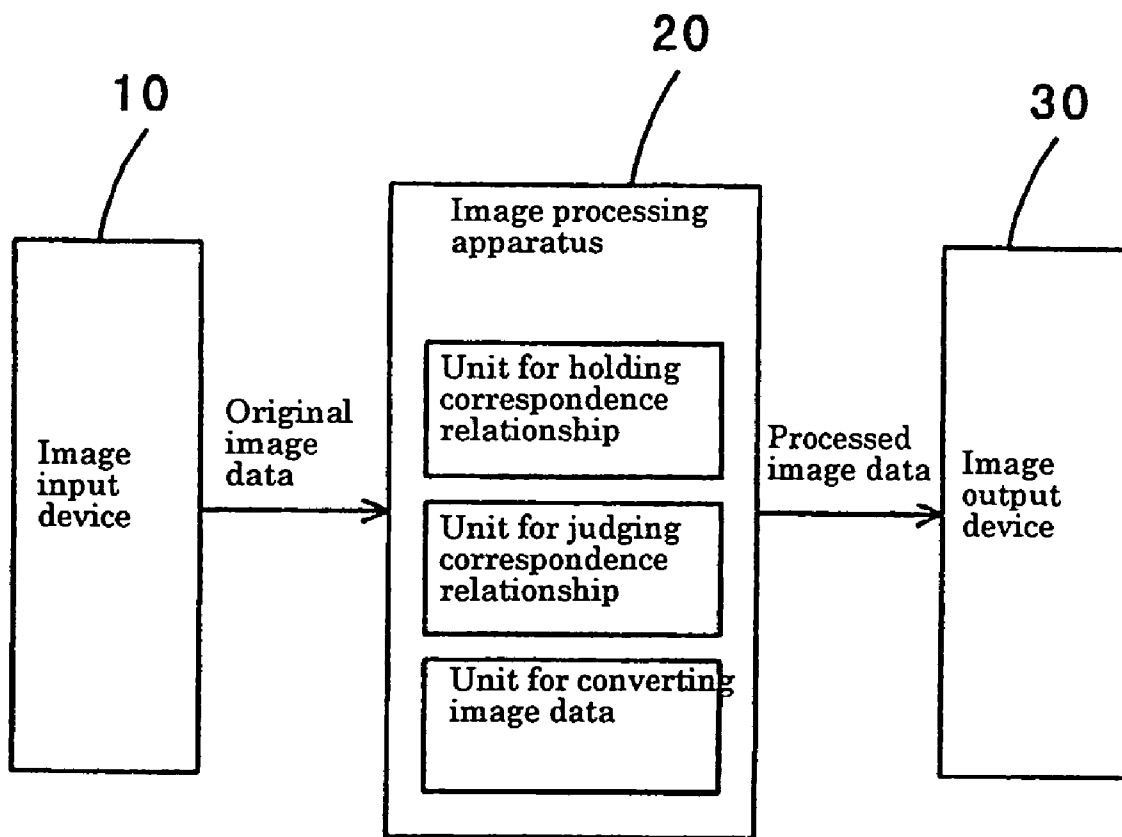 10
20
30
Image
input
device
Original
image
data
Image processing
apparatus
Unit for holding
correspondence
relationship
Unit for judging
correspondence
relationship
Unit for converting
image data
Processed
image data
Image
output
device